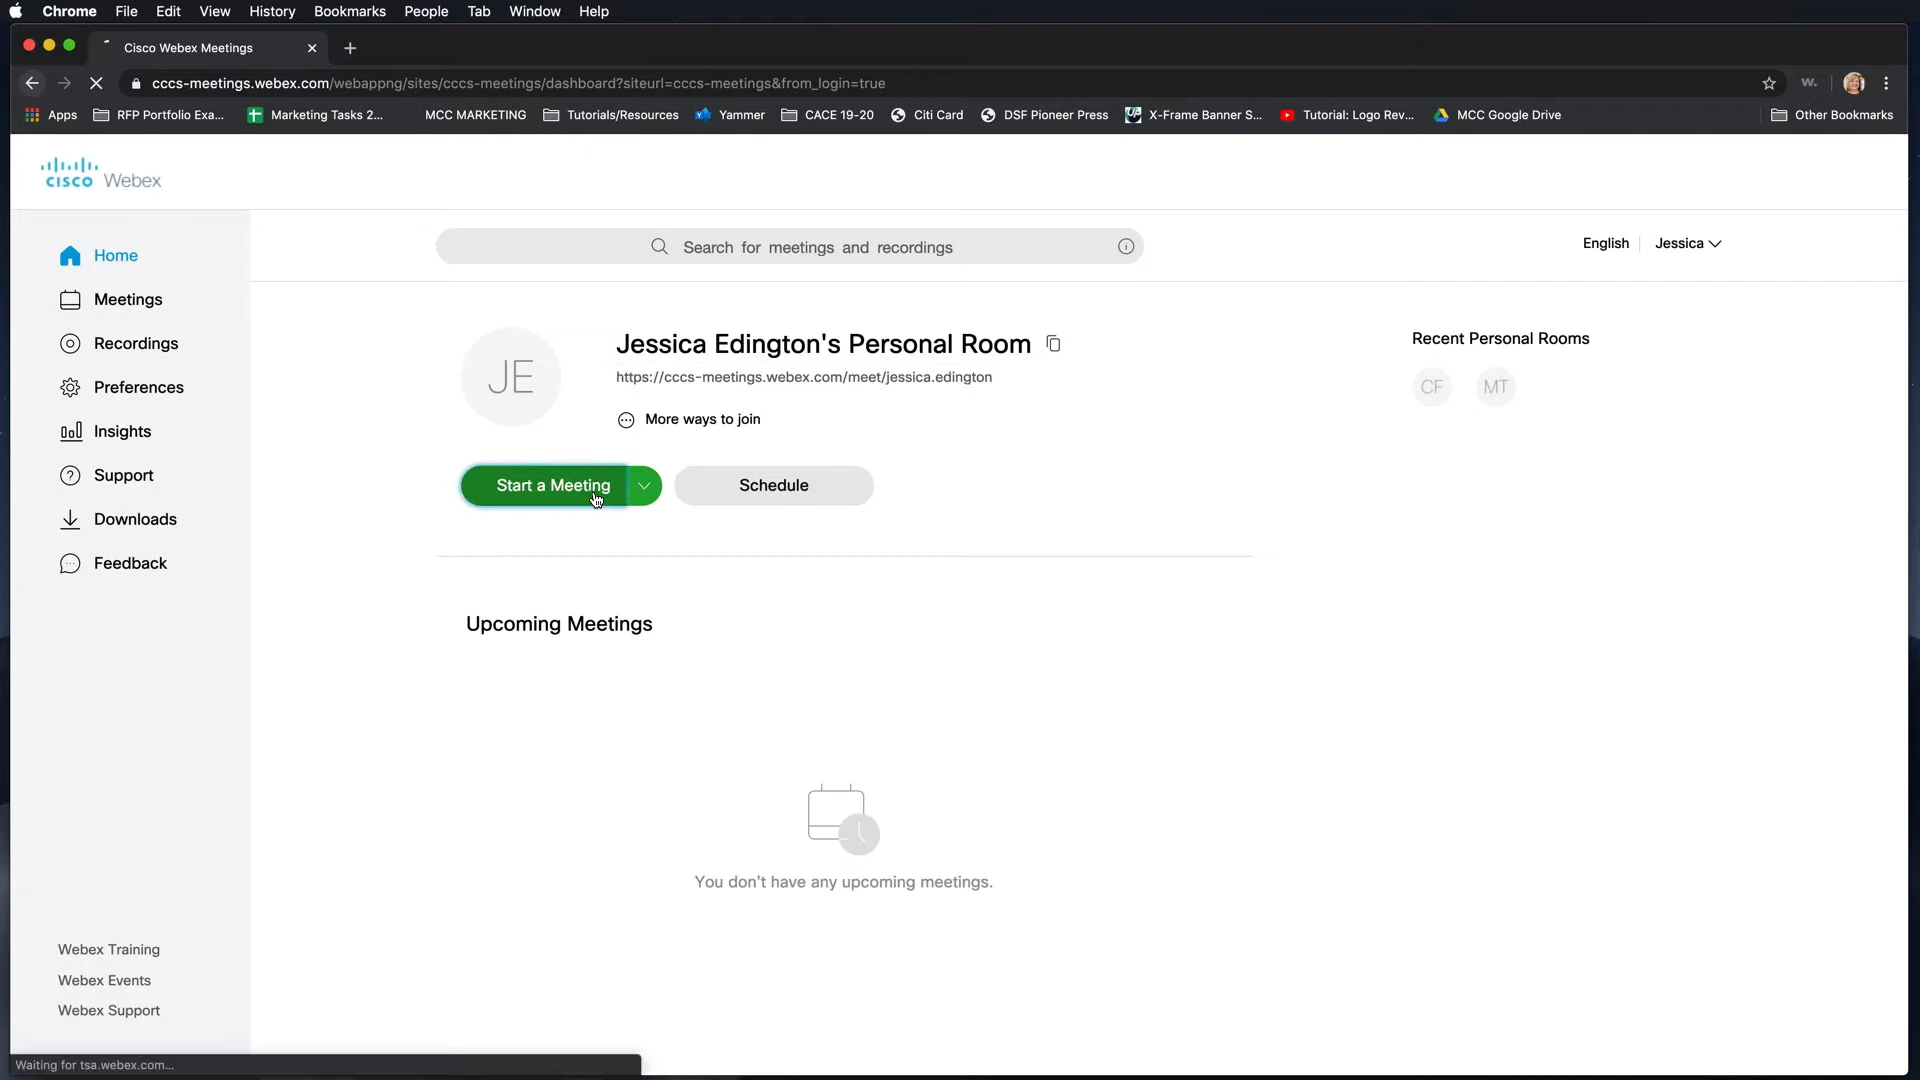 Chrome File Edit View History Bookmarks People Tab Window Help
Cisco Webex Meetings
cccs-meetings.webex.com/webappng/sites/cccs-meetings/dashboard?siteurl=cccs-meetings&from_login=true
W.
Apps RFP Portfolio Exa... Marketing Tasks 2... MCC MARKETING Tutorials/Resources Yammer CACE 19-20 Citi Card DSF Pioneer Press X-Frame Banner S... Tutorial: Logo Rev... MCC Google Drive Other Bookmarks
CISCO Webex
Search for meetings and recordings
English Jessica
Home
Meetings
Recordings
Preferences
Insights
Support
Downloads
Feedback
JE
Jessica Edington's Personal Room
https://cccs-meetings.webex.com/meet/jessica.edington
More ways to join
Start a Meeting Schedule
Recent Personal Rooms
CF MT
Upcoming Meetings
You don't have any upcoming meetings.
Webex Training
Webex Events
Webex Support
Waiting for tsa.webex.com...